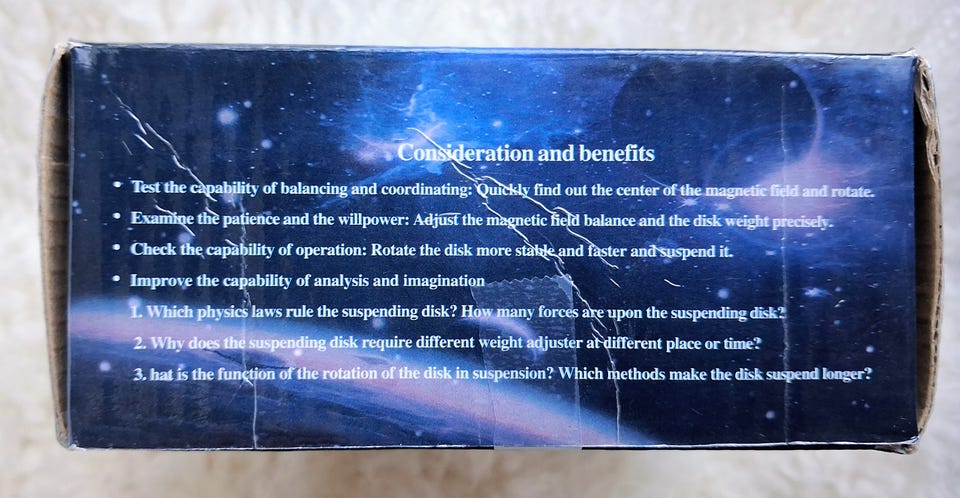 Consideration and benefits
• Test the capability of balancing and coordinating: Quickly find out the center of the magnetic field and rotate.
• Examine the patience and the willpower: Adjust the magnetic field balance and the disk weight precisely.
• Check the capability of operation: Rotate the disk more stable and faster and suspend it.
• Improve the capability of analysis and imagination
1. Which physics laws rule the suspending disk? How many forces are upon the suspending disk?
2. Why does the suspending disk require different weight adjuster at different place or time?
3. hat is the function of the rotation of the disk in suspension? Which methods make the disk suspend longer?